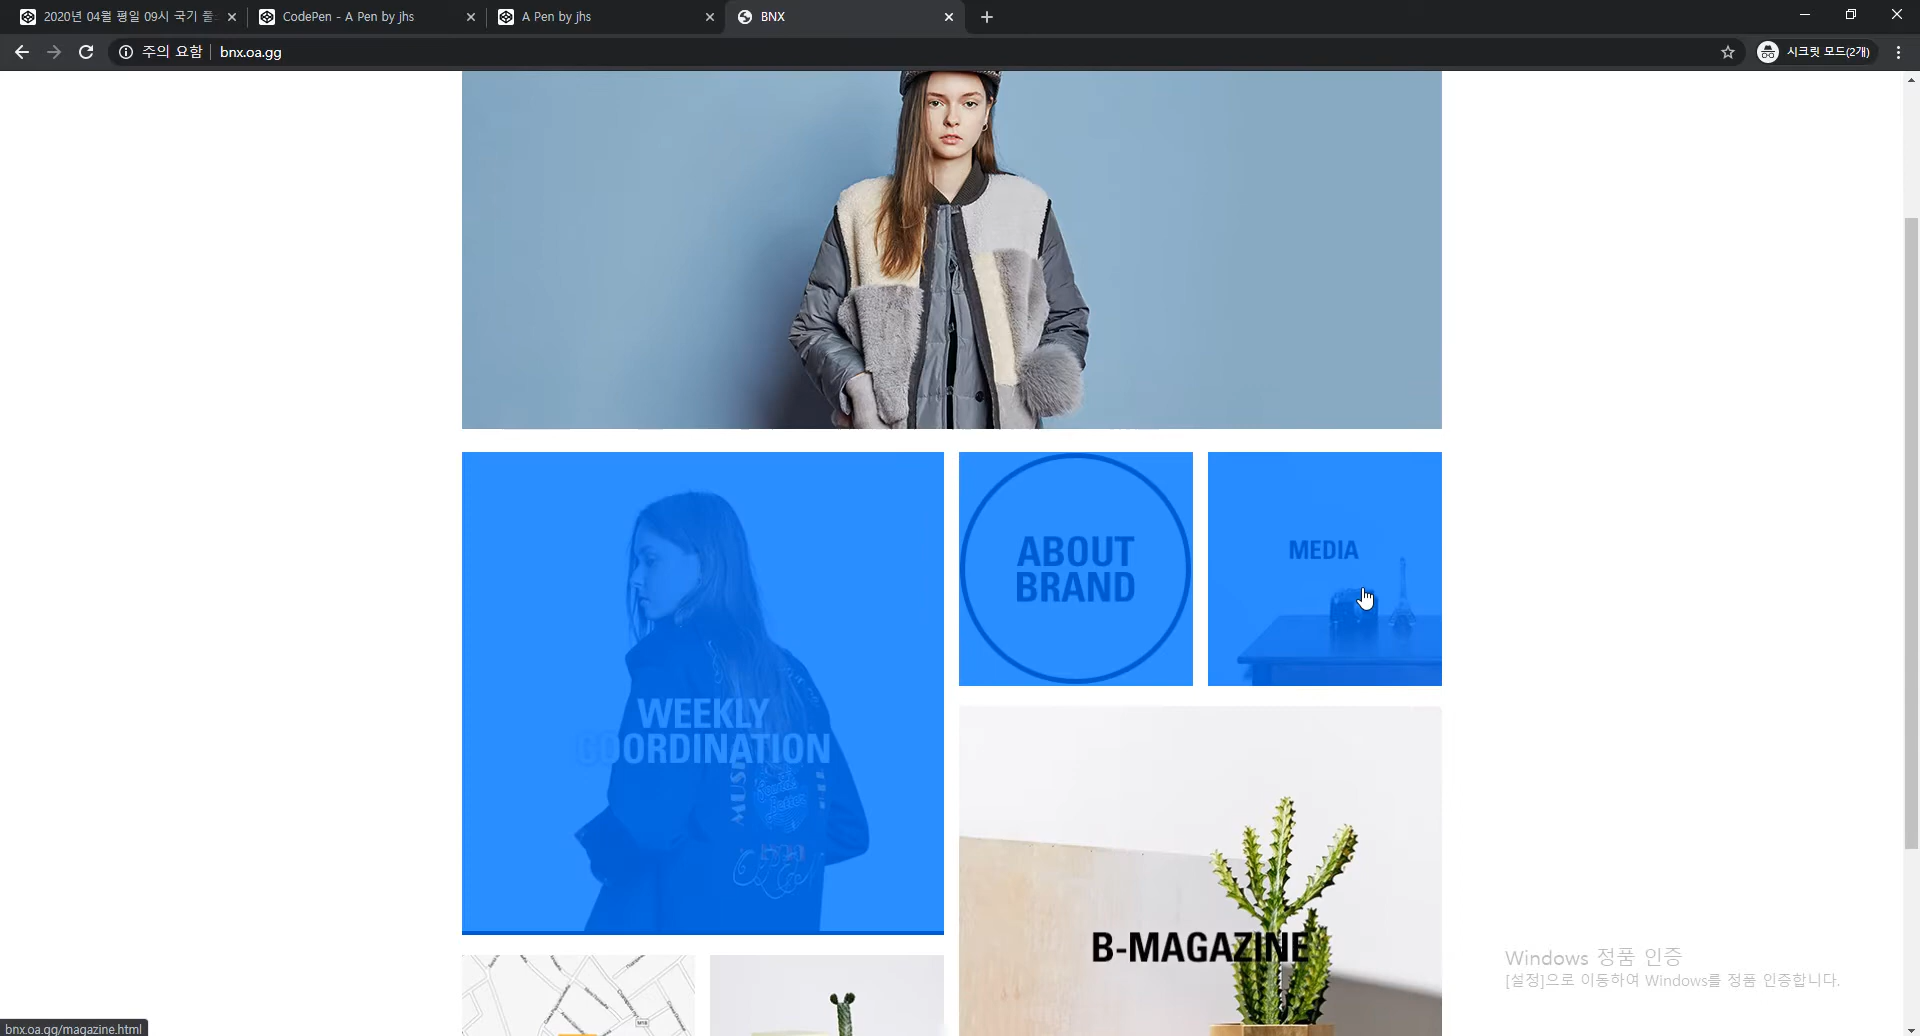 2020년 04월 평일 09시 국기
CodePen - A Pen by jhs
A Pen by jhs
BNX
주의 요함
bnx.oa.gg
시크릿 모드(2개)
WEEKLY
COORDINATION
ABOUT
BRAND
MEDIA
B-MAGAZINE
Windows 정품 인증
[설정]으로 이동하여 Windows를 정품 인증합니다.
bnx.oa.gg/magazine.html